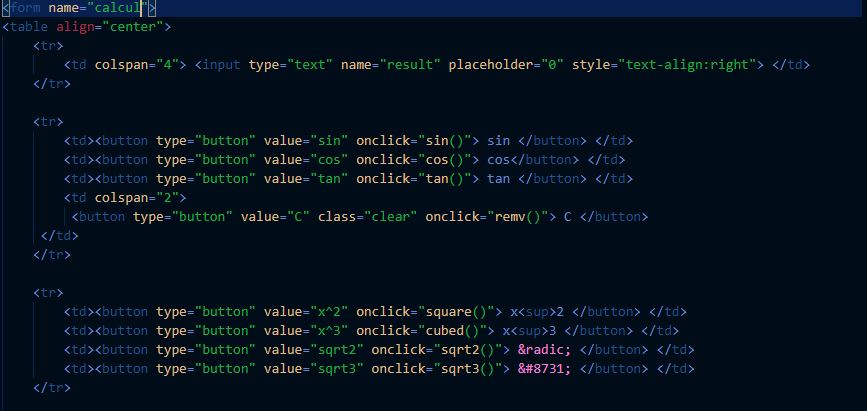 <form name="calcul">
<table align="center">
<tr>
<td colspan="4"> <input type="text" name="result" placeholder="0" style="text-align:right"> </td>
</tr>
<tr>
<td><button type="button" value="sin" onclick="sin()"> sin </button> </td>
<td><button type="button" value="cos" onclick="cos()"> cos</button> </td>
<td><button type="button" value="tan" onclick="tan()"> tan </button> </td>
<td colspan="2">
<button type="button" value="C" class="clear" onclick="remv()"> C </button>
</td>
</tr>
<tr>
<td><button type="button" value="x^2" onclick="square()"> x<sup>2 </button> </td>
<td><button type="button" value="x^3" onclick="cubed()"> x<sup>3 </button> </td>
<td><button type="button" value="sqrt2" onclick="sqrt2()"> &radic; </button> </td>
<td><button type="button" value="sqrt3" onclick="sqrt3()"> &#8731; </button> </td>
</tr>